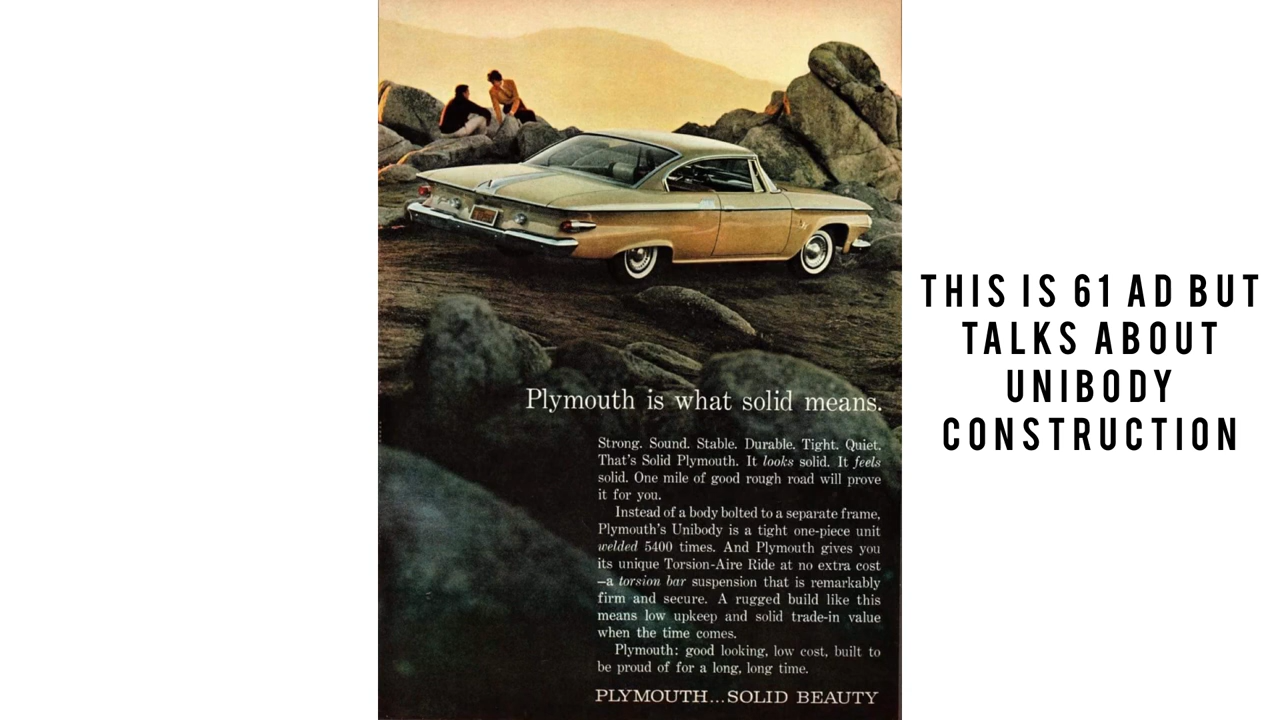 Plymouth is what solid means.
Strong. Sound. Stable. Durable. Tight. Quiet.
That's Solid Plymouth. It looks solid. It feels
solid. One mile of good rough road will prove
it for you.
Instead of a body bolted to a separate frame,
Plymouth's Unibody is a tight one-piece unit
welded 5400 times. And Plymouth gives you
its unique Torsion-Aire Ride at no extra cost
—a torsion bar suspension that is remarkably
firm and secure. A rugged build like this
means low upkeep and solid trade-in value
when the time comes.
Plymouth: good looking, low cost, built to
be proud of for a long, long time.
PLYMOUTH...SOLID BEAUTY
THIS IS 61 AD BUT
TALKS ABOUT
UNIBODY
CONSTRUCTION